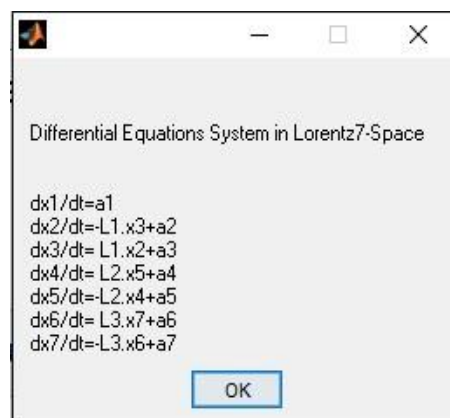 Differential Equations System in Lorentz7-Space
dx1/dt=a1
dx2/dt=-L1.x3+a2
dx3/dt= L1.x2+a3
dx4/dt= L2.x5+a4
dx5/dt=-L2.x4+a5
dx6/dt= L3.x7+a6
dx7/dt=-L3.x6+a7
OK